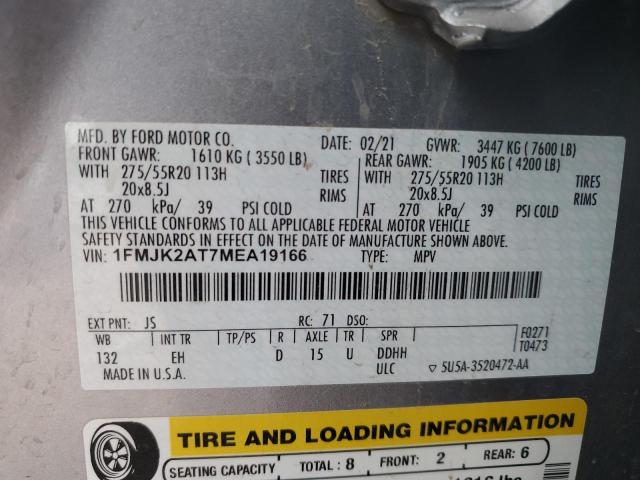 MFD. BY FORD MOTOR CO.
DATE: 02/21 GVWR: 3447 KG ( 7600 LB)
FRONT GAWR: 1610 KG ( 3550 LB)
REAR GAWR: 1905 KG ( 4200 LB)
WITH 275/55R20 113H TIRES
WITH 275/55R20 113H TIRES
20x8.5J RIMS
20x8.5J RIMS
AT 270 kPa/ 39 PSI COLD
AT 270 kPa/ 39 PSI COLD
THIS VEHICLE CONFORMS TO ALL APPLICABLE FEDERAL MOTOR VEHICLE
SAFETY STANDARDS IN EFFECT ON THE DATE OF MANUFACTURE SHOWN ABOVE.
VIN: 1FMJK2AT7MEA19166 TYPE: MPV
EXT PNT: JS RC: 71 DSO:
WB INT TR TP/PS R AXLE TR SPR
F0271
T0473
132 EH D 15 U DDHH
MADE IN U.S.A. ULC 5U5A-3520472-AA
TIRE AND LOADING INFORMATION
SEATING CAPACITY TOTAL : 8 FRONT: 2 REAR: 6